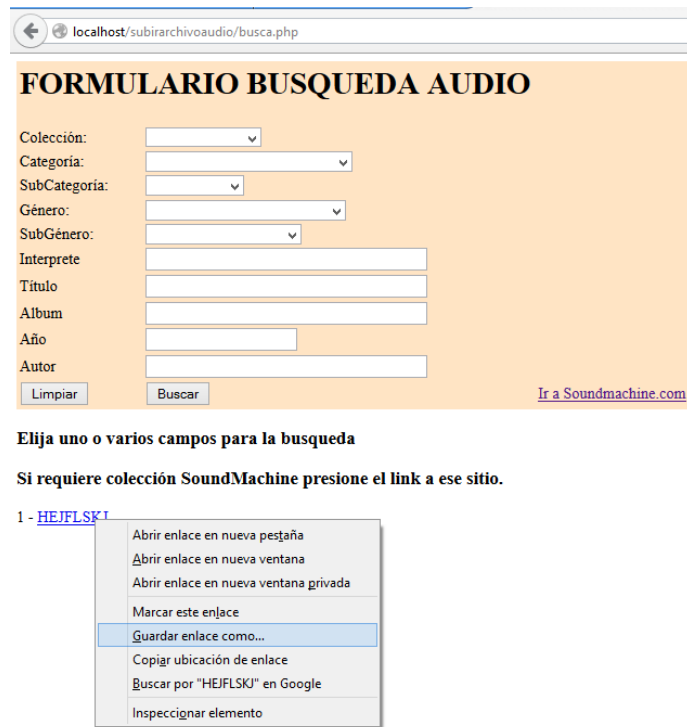 localhost/subirarchivoaudio/busca.php
FORMULARIO BUSQUEDA AUDIO
Colección:
Categoría:
SubCategoría:
Género:
SubGénero:
Interprete
Título
Album
Año
Autor
Limpiar Buscar Ir a Soundmachine.com
Elija uno o varios campos para la busqueda
Si requiere colección SoundMachine presione el link a ese sitio.
1 - HEJFLSKJ
Abrir enlace en nueva pestaña
Abrir enlace en nueva ventana
Abrir enlace en nueva ventana privada
Marcar este enlace
Guardar enlace como...
Copiar ubicación de enlace
Buscar por "HEJFLSKJ" en Google
Inspeccionar elemento